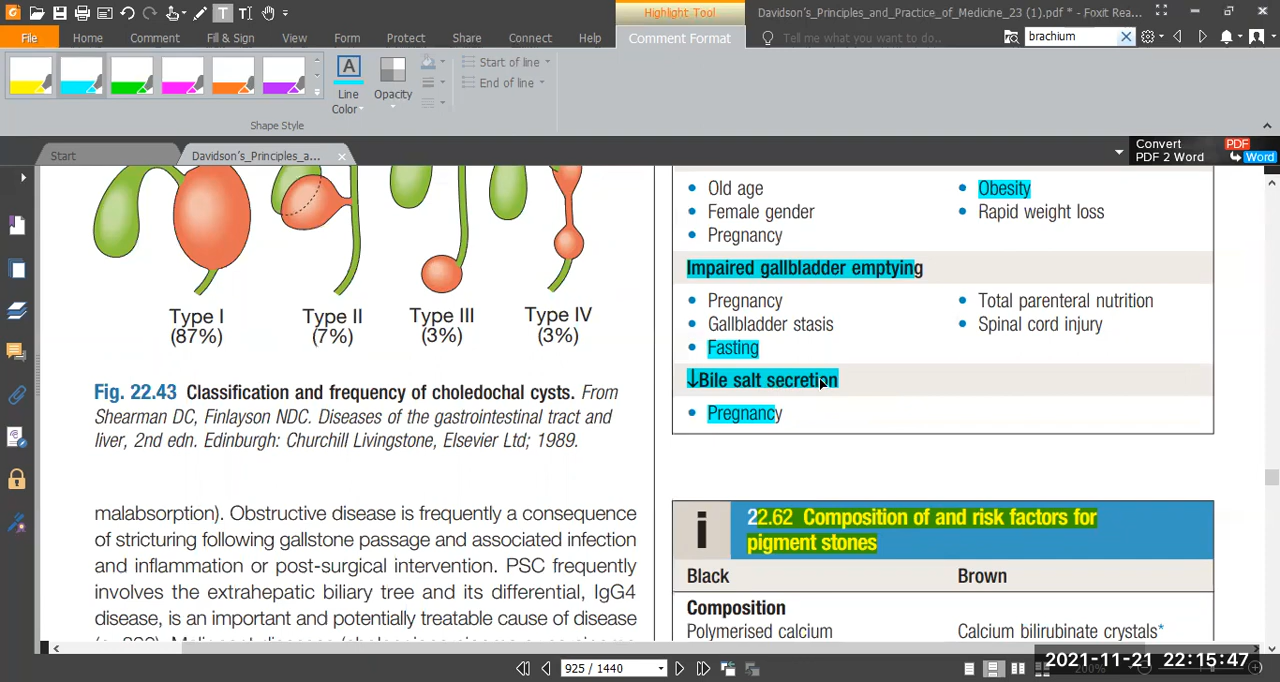 Highlight Tool
Davidson's_Principles_and_Practice_of_Medicine_23 (1).pdf * - Foxit Rea...
File Home Comment Fill & Sign View Form Protect Share Connect Help Comment Format Tell me what you want to do.. brachium
Start of line
End of line
Line Color
Opacity
Shape Style
Start
Davidson's_Principles_a...
Convert PDF
PDF 2 Word Word
Type I
(87%)
Type II
(7%)
Type III
(3%)
Type IV
(3%)
Fig. 22.43 Classification and frequency of choledochal cysts. From
Shearman DC, Finlayson NDC. Diseases of the gastrointestinal tract and
liver, 2nd edn. Edinburgh: Churchill Livingstone, Elsevier Ltd; 1989.
malabsorption). Obstructive disease is frequently a consequence
of stricturing following gallstone passage and associated infection
and inflammation or post-surgical intervention. PSC frequently
involves the extrahepatic biliary tree and its differential, IgG4
disease, is an important and potentially treatable cause of disease
• Old age
• Female gender
• Pregnancy
• Obesity
• Rapid weight loss
Impaired gallbladder emptying
• Pregnancy
• Gallbladder stasis
• Fasting
• Total parenteral nutrition
• Spinal cord injury
↓Bile salt secretion
• Pregnancy
i
22.62 Composition of and risk factors for
pigment stones
Black Brown
Composition
Polymerised calcium Calcium bilirubinate crystals*
925 / 1440
2021-11-21 22:15:47